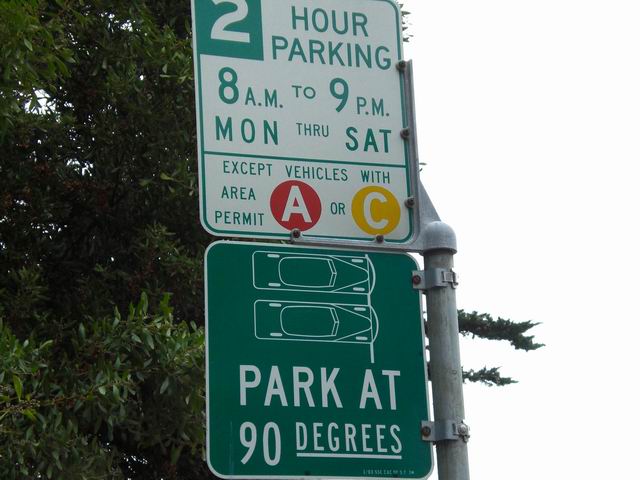 2 HOUR
PARKING
8 A.M. TO 9 P.M.
MON THRU SAT
EXCEPT VEHICLES WITH
AREA
PERMIT A OR C
PARK AT
90 DEGREES